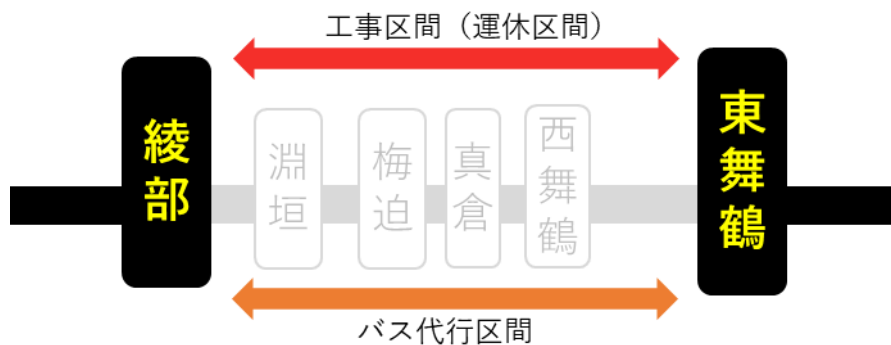 工事区間（運休区間）
綾部
淵垣
梅迫
真倉
西舞鶴
東舞鶴
バス代行区間